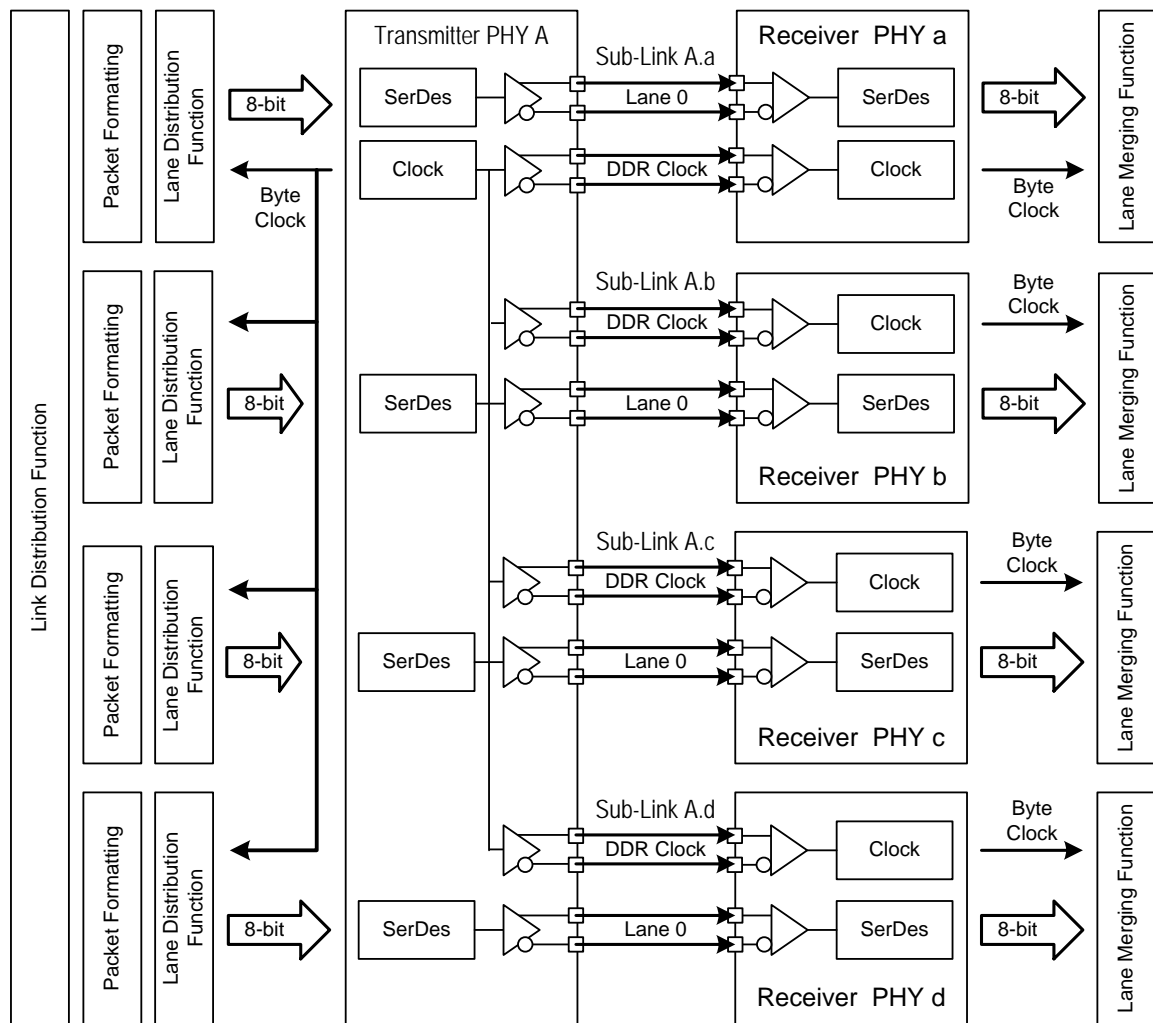 Link Distribution Function
Packet Formatting
Lane Distribution
Function
8-bit
Byte
Clock
Transmitter PHY A
SerDes
Clock
Sub-Link A.a
Lane 0
DDR Clock
Receiver PHY a
SerDes
Clock
8-bit
Byte
Clock
Lane Merging Function
Packet Formatting
Lane Distribution
Function
8-bit
SerDes
Sub-Link A.b
DDR Clock
Lane 0
Clock
SerDes
Receiver PHY b
Byte
Clock
8-bit
Lane Merging Function
Packet Formatting
Lane Distribution
Function
8-bit
SerDes
Sub-Link A.c
DDR Clock
Lane 0
Clock
SerDes
Receiver PHY c
Byte
Clock
8-bit
Lane Merging Function
Packet Formatting
Lane Distribution
Function
8-bit
SerDes
Sub-Link A.d
DDR Clock
Lane 0
Clock
SerDes
Receiver PHY d
Byte
Clock
8-bit
Lane Merging Function